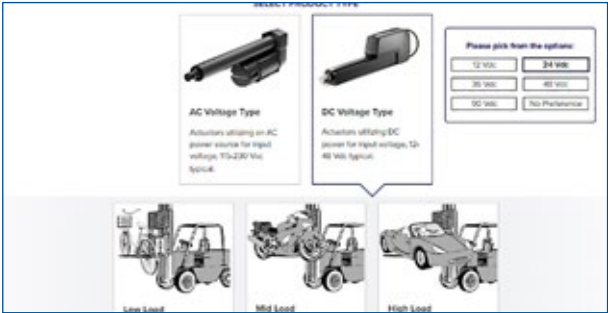 SELECT PRODUCT TYPE
AC Voltage Type
Actuators utilizing an AC
power source for input
voltage, 115-230 Vac
typical.
DC Voltage Type
Actuators utilizing DC
power for input voltage, 12-
48 Vdc typical.
Please pick from the options:
12 Vdc
24 Vdc
36 Vdc
48 Vdc
90 Vdc
No Preference
Low Load
Mid Load
High Load